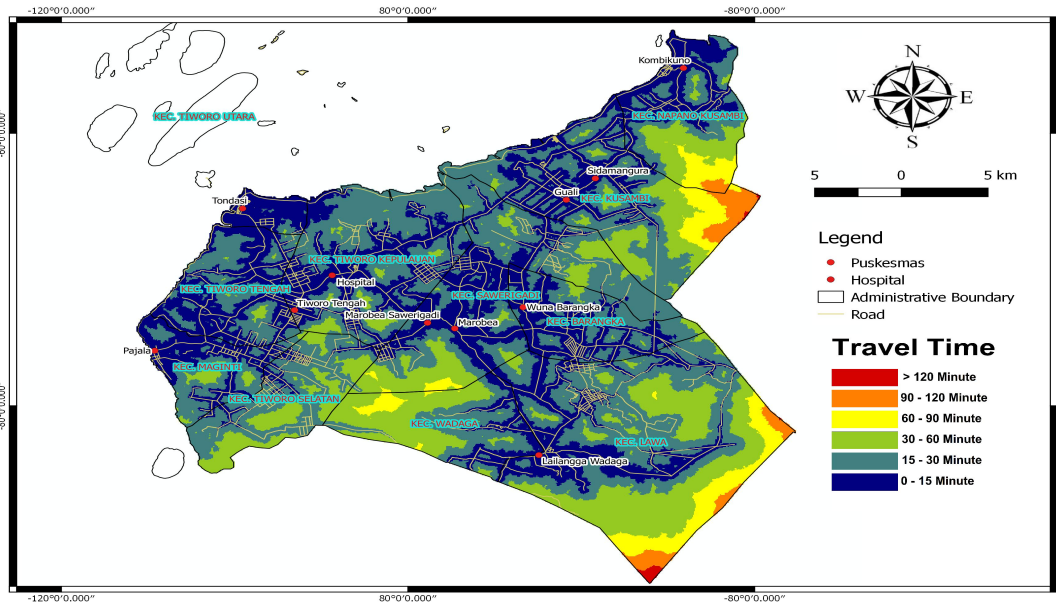 -120°0'0.000"
80°0'0.000"
-80°0'0.000"
Kombikuno
KEC. TIWORO UTARA
KEC. NAPANO KUSAMBI
N
W
E
S
Sidamangura
Guali
KEC. KUSAMBI
Tondasi
5
0
5 km
KEC. TIWORO KEPULAUAN
Hospital
KEC. TIWORO TENGAH
KEC. SAWERIGADI
Tiworo Tengah
Wuna Barangka
Marobea Sawerigadi
Marobea
KEC. BARANGKA
Pajala
KEC. MAGINTI
KEC. TIWORO SELATAN
KEC. WADAGA
KEC. LAWA
Lailangga Wadaga
Legend
Puskesmas
Hospital
Administrative Boundary
Road
Travel Time
> 120 Minute
90 - 120 Minute
60 - 90 Minute
30 - 60 Minute
15 - 30 Minute
0 - 15 Minute
-120°0'0.000"
80°0'0.000"
-80°0'0.000"